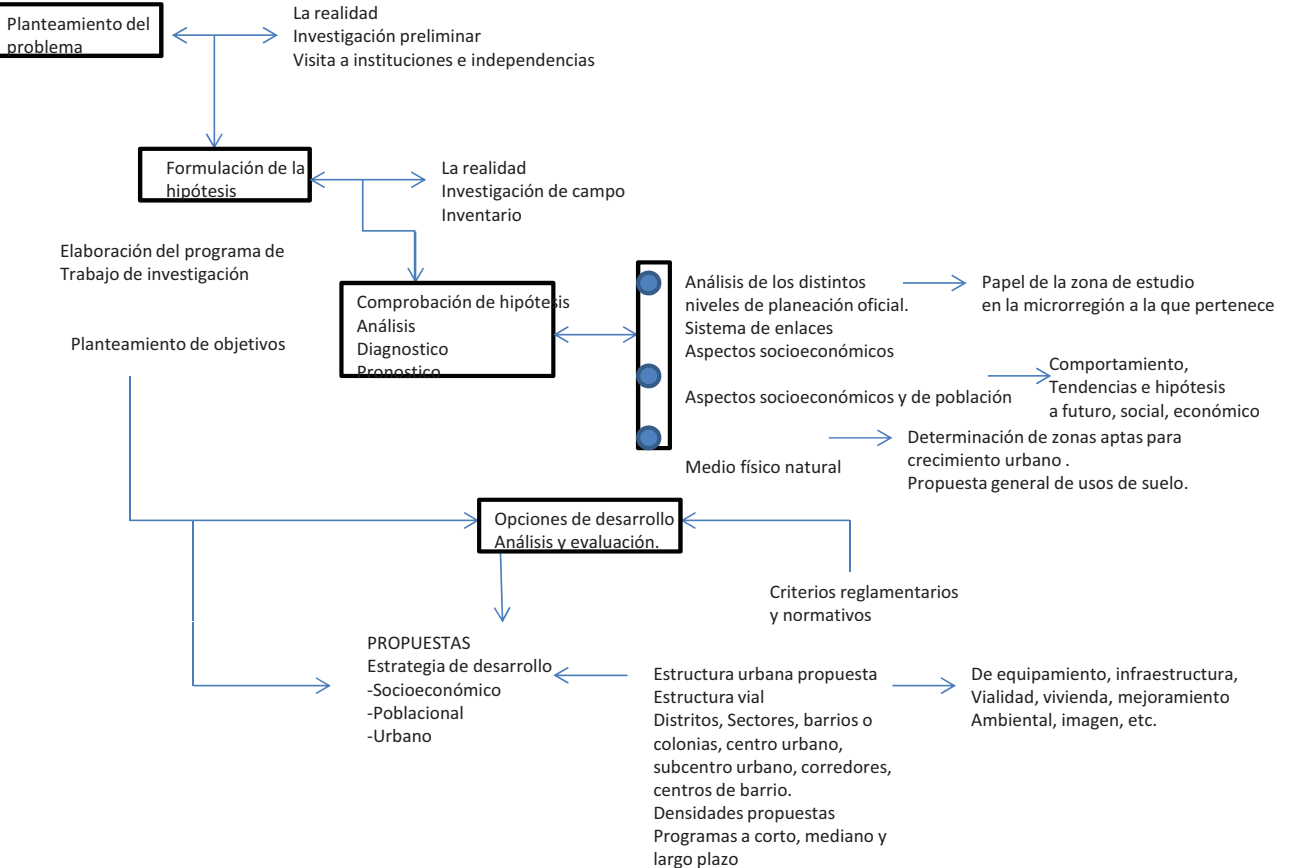 Planteamiento del
problema
La realidad
Investigación preliminar
Visita a instituciones e independencias
Formulación de la
hipótesis
La realidad
Investigación de campo
Inventario
Elaboración del programa de
Trabajo de investigación
Planteamiento de objetivos
Comprobación de hipótesis
Análisis
Diagnostico
Pronostico
Análisis de los distintos
niveles de planeación oficial.
Sistema de enlaces
Aspectos socioeconómicos
Papel de la zona de estudio
en la microrregión a la que pertenece
Aspectos socioeconómicos y de población
Comportamiento,
Tendencias e hipótesis
a futuro, social, económico
Medio físico natural
Determinación de zonas aptas para
crecimiento urbano .
Propuesta general de usos de suelo.
Opciones de desarrollo
Análisis y evaluación.
Criterios reglamentarios
y normativos
PROPUESTAS
Estrategia de desarrollo
-Socioeconómico
-Poblacional
-Urbano
Estructura urbana propuesta
Estructura vial
Distritos, Sectores, barrios o
colonias, centro urbano,
subcentro urbano, corredores,
centros de barrio.
Densidades propuestas
Programas a corto, mediano y
largo plazo
De equipamiento, infraestructura,
Vialidad, vivienda, mejoramiento
Ambiental, imagen, etc.